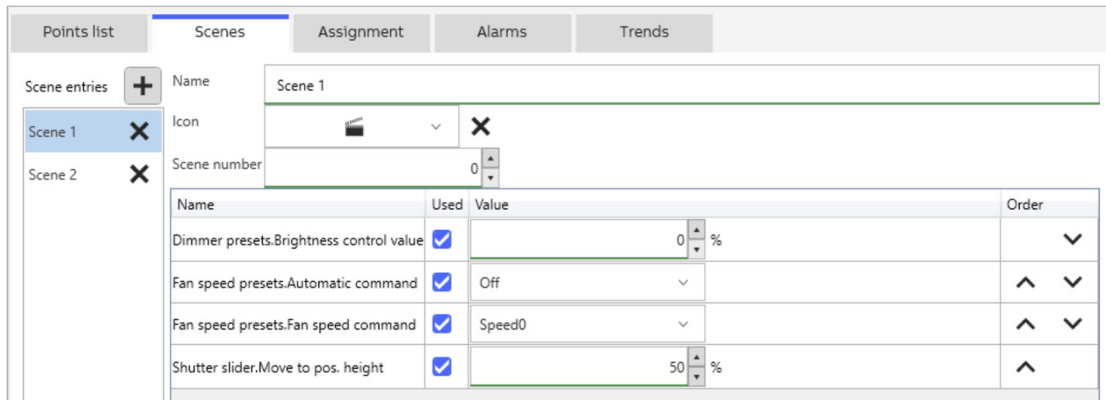 Points list Scenes Assignment Alarms Trends
Scene entries
Scene 1
Scene 2
Name Scene 1
Icon
Scene number 0
Name Used Value Order
Dimmer presets.Brightness control value 0 %
Fan speed presets.Automatic command Off
Fan speed presets.Fan speed command Speed0
Shutter slider.Move to pos. height 50 %